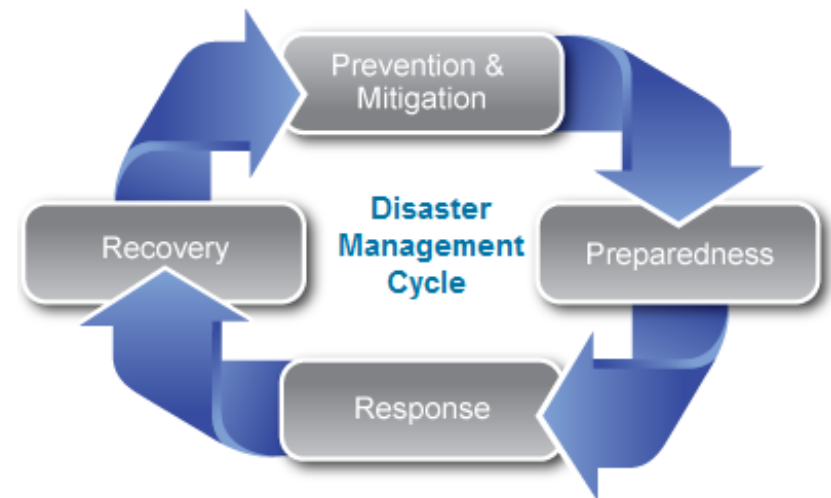 Prevention &
Mitigation
Disaster
Management
Cycle
Recovery
Preparedness
Response